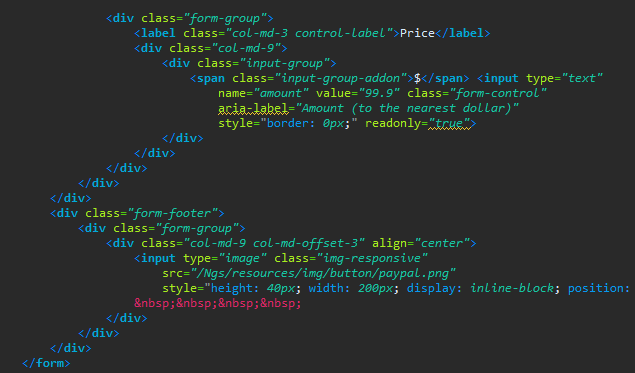 <div class="form-group">
<label class="col-md-3 control-label">Price</label>
<div class="col-md-9">
<div class="input-group">
<span class="input-group-addon">$</span> <input type="text"
name="amount" value="99.9" class="form-control"
aria-label="Amount (to the nearest dollar)"
style="border: 0px;" readonly="true">
</div>
</div>
</div>
</div>
</div>
<div class="form-footer">
<div class="form-group">
<div class="col-md-9 col-md-offset-3" align="center">
<input type="image" class="img-responsive"
src="/Ngs/resources/img/button/paypal.png"
style="height: 40px; width: 200px; display: inline-block; position:
&nbsp;&nbsp;&nbsp;&nbsp;
</div>
</div>
</div>
</form>